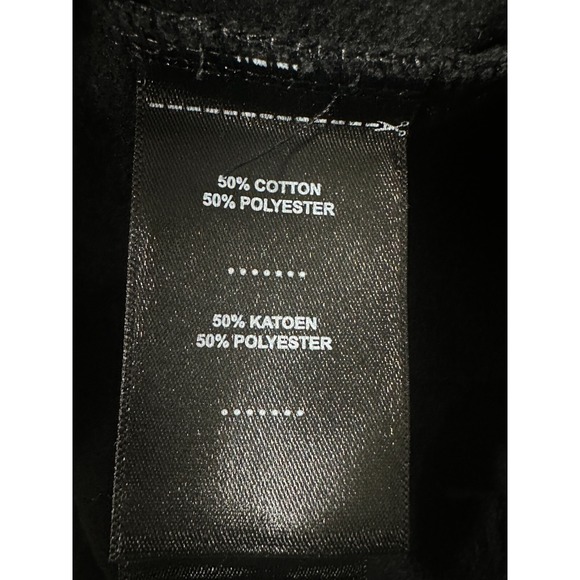 50% COTTON
50% POLYESTER
.......
50% KATOEN
50% POLYESTER
.......